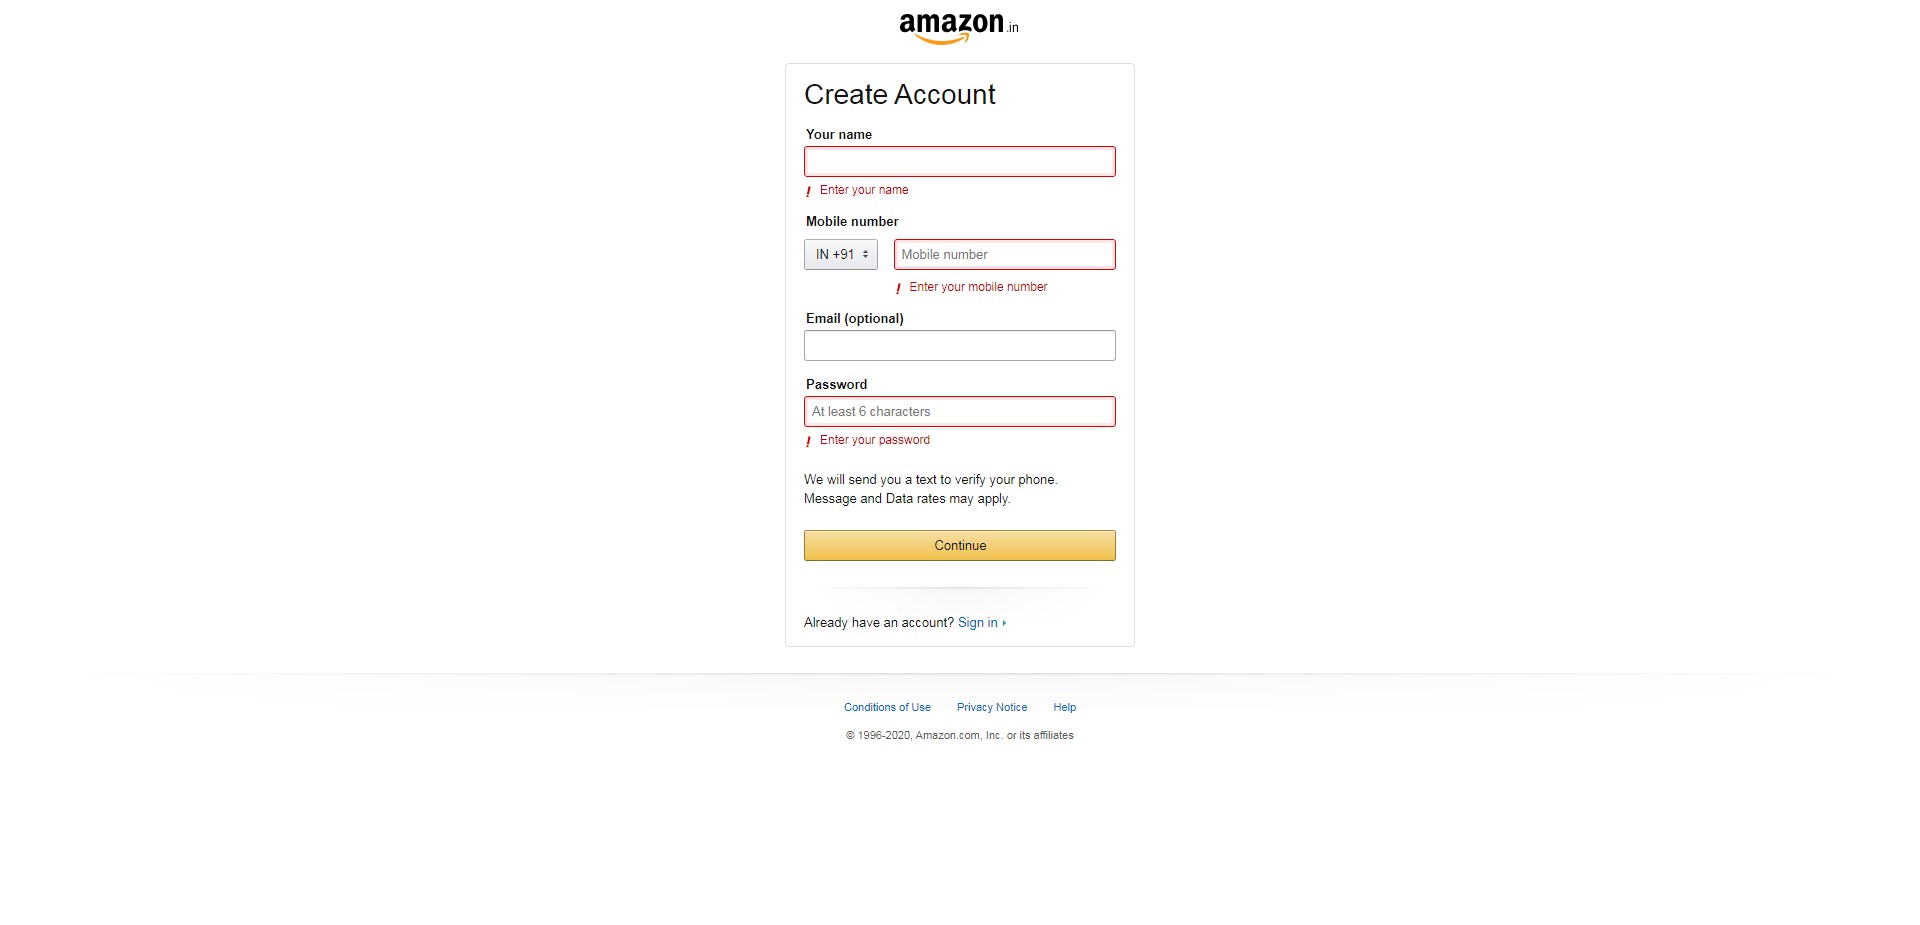 amazon.in
Create Account
Your name
! Enter your name
Mobile number
IN +91 Mobile number
! Enter your mobile number
Email (optional)
Password
At least 6 characters
! Enter your password
We will send you a text to verify your phone.
Message and Data rates may apply.
Continue
Already have an account? Sign in
Conditions of Use Privacy Notice Help
© 1996-2020, Amazon.com, Inc. or its affiliates